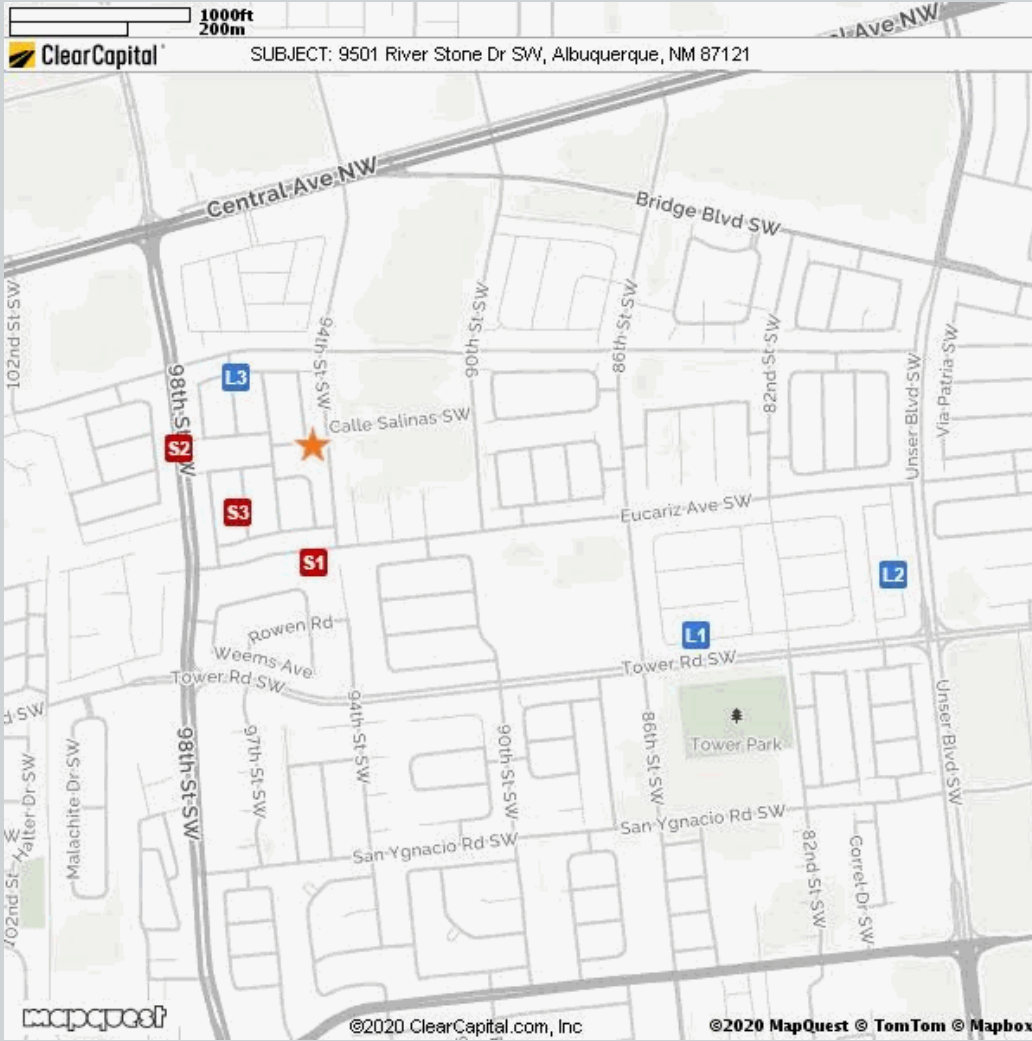 1000ft
200m
ral Ave NW
ClearCapital
SUBJECT: 9501 River Stone Dr SW, Albuquerque, NM 87121
Central Ave NW
Bridge Blvd SW
102nd St SW
94th St SW
90th St SW
86th St SW
82nd St SW
Unser Blvd SW
Via Patria SW
98th St SW
L3
Calle Salinas SW
S2
S3
Eucariz Ave SW
S1
L2
Rowen Rd
L1
Weems Ave
Tower Rd SW
Tower Rd SW
d SW
94th St SW
90th St SW
86th St SW
Tower Park
Unser Blvd SW
98th St SW
97th St SW
Malachite Dr SW
Valter Dr SW
San Ygnacio Rd SW
San Ygnacio Rd SW
82nd St SW
Correl Dr SW
102nd St
W
mapquest
©2020 ClearCapital.com, Inc
©2020 MapQuest © TomTom © Mapbox